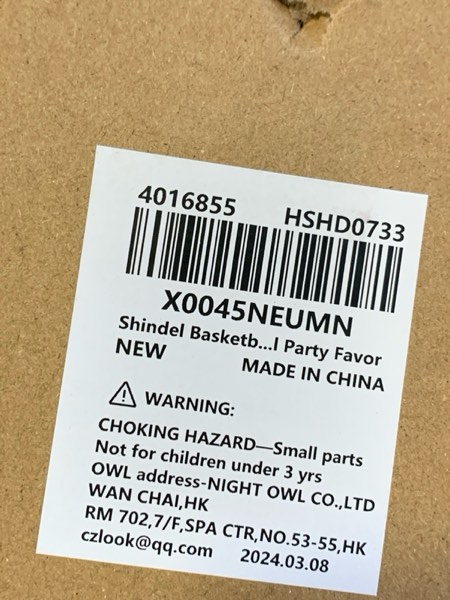 4016855 HSHD0733
X0045NEUMN
Shindel Basketb...l Party Favor
NEW MADE IN CHINA
⚠ WARNING:
CHOKING HAZARD—Small parts
Not for children under 3 yrs
OWL address-NIGHT OWL CO.,LTD
WAN CHAI,HK
RM 702,7/F,SPA CTR,NO.53-55,HK
czlook@qq.com 2024.03.08